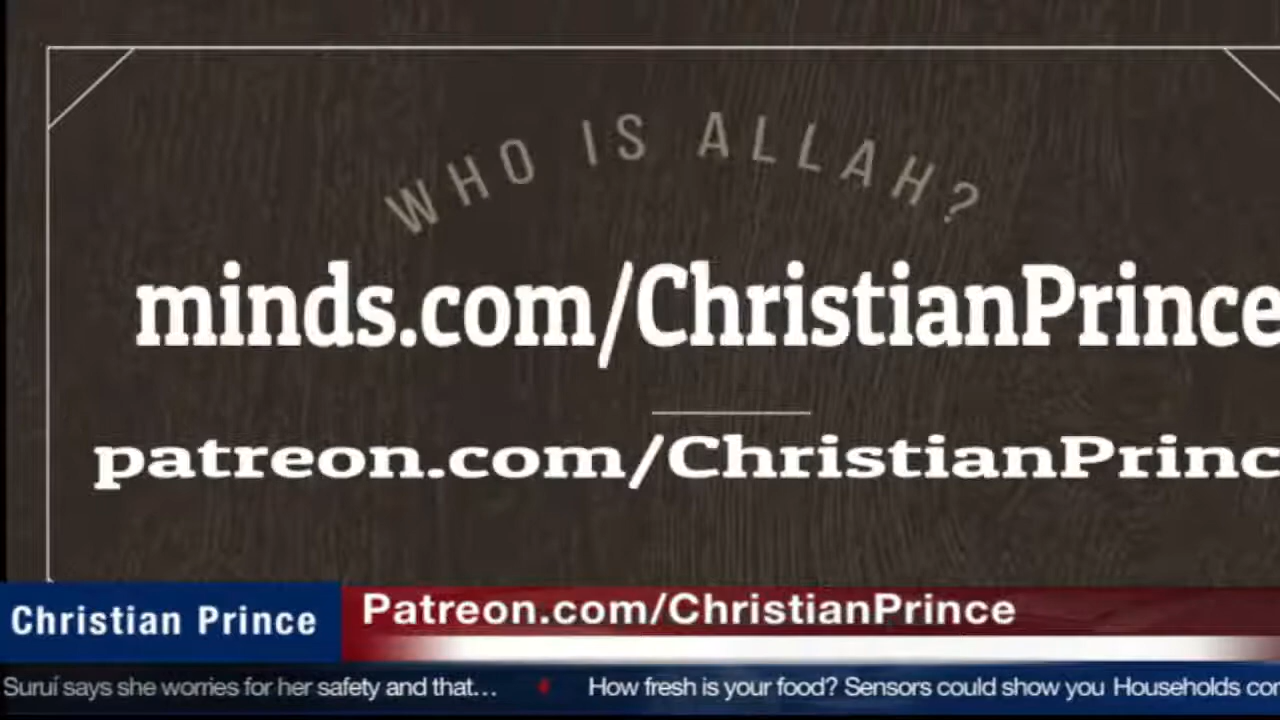 WHO IS ALLAH?
minds.com/ChristianPrince
patreon.com/ChristianPrinc
Christian Prince
Patreon.com/ChristianPrince
Suruí says she worries for her safety and that... How fresh is your food? Sensors could show you Households con